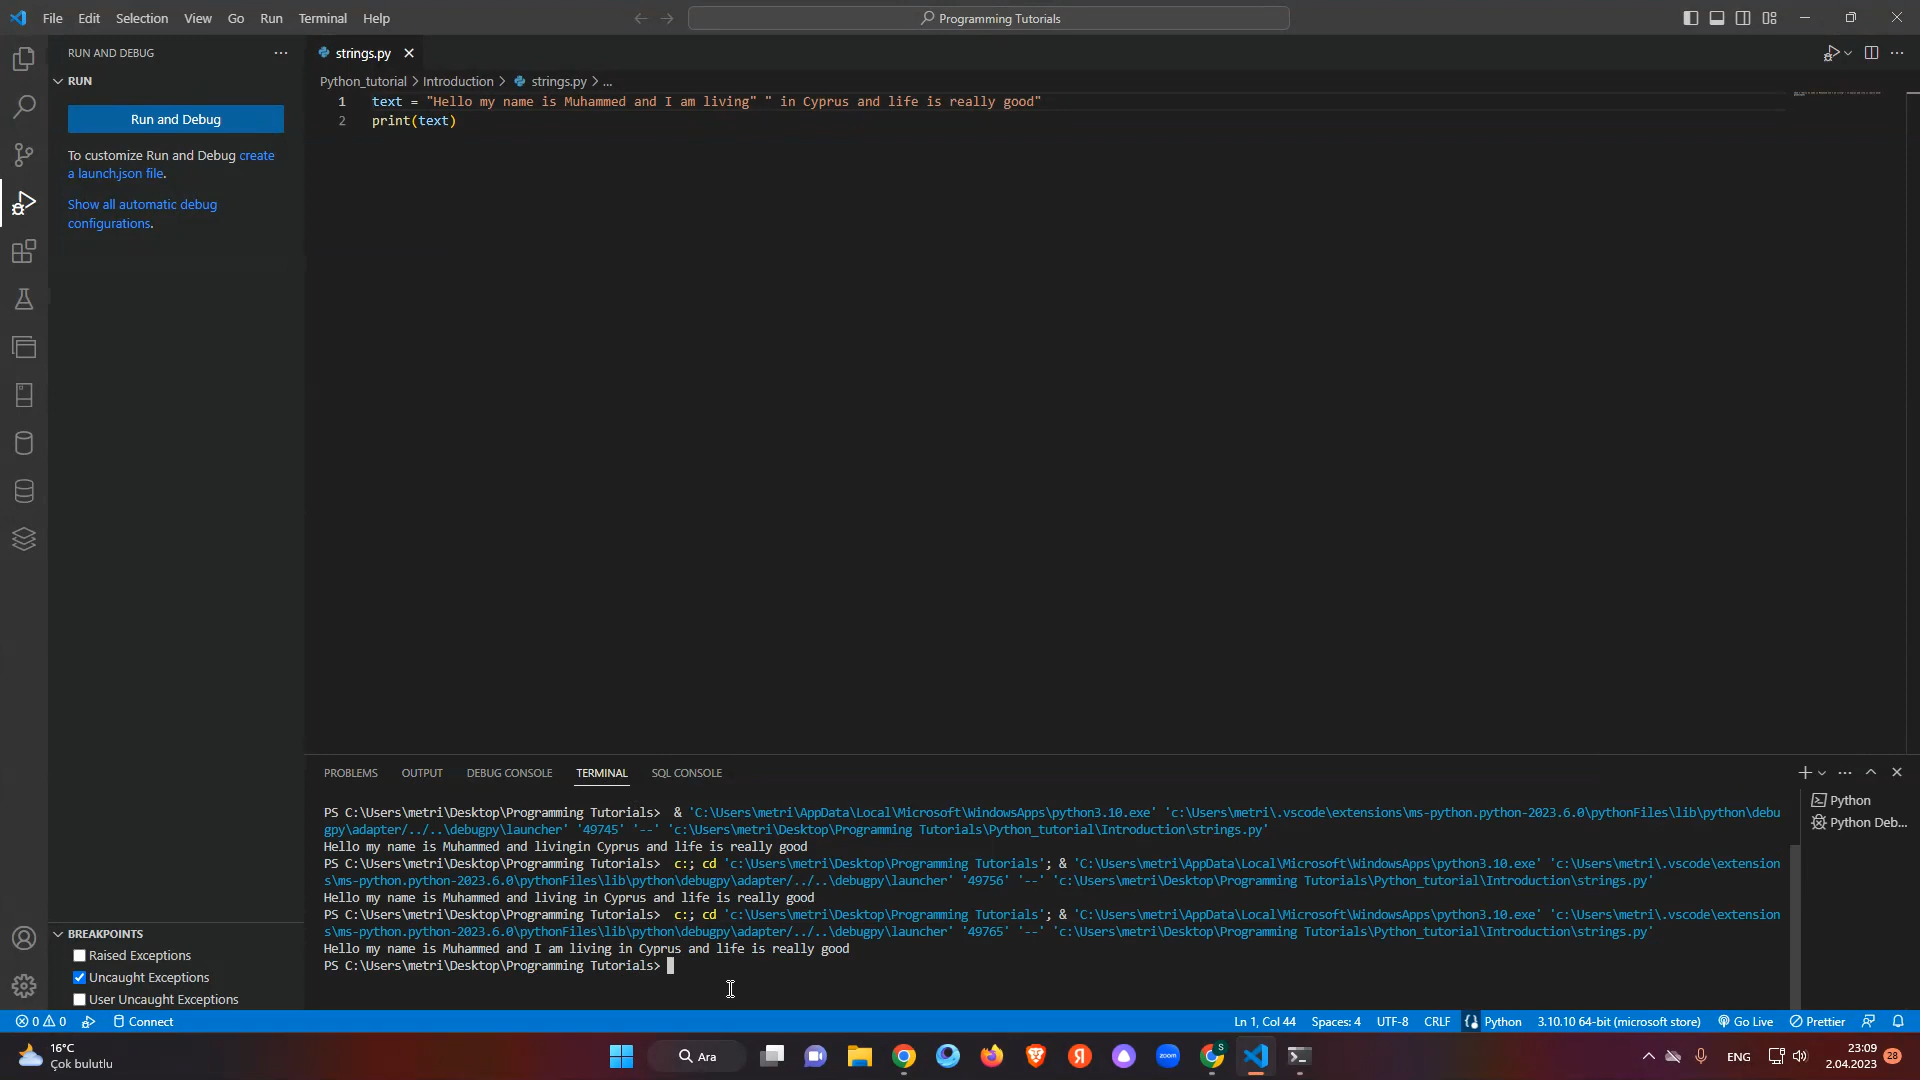 File Edit Selection View Go Run Terminal Help
Programming Tutorials
RUN AND DEBUG
RUN
Run and Debug
To customize Run and Debug create
a launch.json file.
Show all automatic debug
configurations.
strings.py
Python_tutorial > Introduction > strings.py > ...
1 text = "Hello my name is Muhammed and I am living" " in Cyprus and life is really good"
2 print(text)
PROBLEMS OUTPUT DEBUG CONSOLE TERMINAL SQL CONSOLE
PS C:\Users\metri\Desktop\Programming Tutorials>  & 'C:\Users\metri\AppData\Local\Microsoft\WindowsApps\python3.10.exe' 'c:\Users\metri\.vscode\extensions\ms-python.python-2023.6.0\pythonFiles\lib\python\debu
gpy\adapter/../..\debugpy\launcher' '49745' '--' 'c:\Users\metri\Desktop\Programming Tutorials\Python_tutorial\Introduction\strings.py'
Hello my name is Muhammed and livingin Cyprus and life is really good
PS C:\Users\metri\Desktop\Programming Tutorials>  c:; cd 'c:\Users\metri\Desktop\Programming Tutorials'; & 'C:\Users\metri\AppData\Local\Microsoft\WindowsApps\python3.10.exe' 'c:\Users\metri\.vscode\extension
s\ms-python.python-2023.6.0\pythonFiles\lib\python\debugpy\adapter/../..\debugpy\launcher' '49756' '--' 'c:\Users\metri\Desktop\Programming Tutorials\Python_tutorial\Introduction\strings.py'
Hello my name is Muhammed and living in Cyprus and life is really good
PS C:\Users\metri\Desktop\Programming Tutorials>  c:; cd 'c:\Users\metri\Desktop\Programming Tutorials'; & 'C:\Users\metri\AppData\Local\Microsoft\WindowsApps\python3.10.exe' 'c:\Users\metri\.vscode\extension
s\ms-python.python-2023.6.0\pythonFiles\lib\python\debugpy\adapter/../..\debugpy\launcher' '49765' '--' 'c:\Users\metri\Desktop\Programming Tutorials\Python_tutorial\Introduction\strings.py'
Hello my name is Muhammed and I am living in Cyprus and life is really good
PS C:\Users\metri\Desktop\Programming Tutorials>
Python
Python Deb...
BREAKPOINTS
Raised Exceptions
Uncaught Exceptions
User Uncaught Exceptions
0 0 Connect Ln 1, Col 44 Spaces: 4 UTF-8 CRLF Python 3.10.10 64-bit (microsoft store) Go Live Prettier
16°C
Çok bulutlu
Ara
zoom
S
ENG
23:09
2.04.2023
28